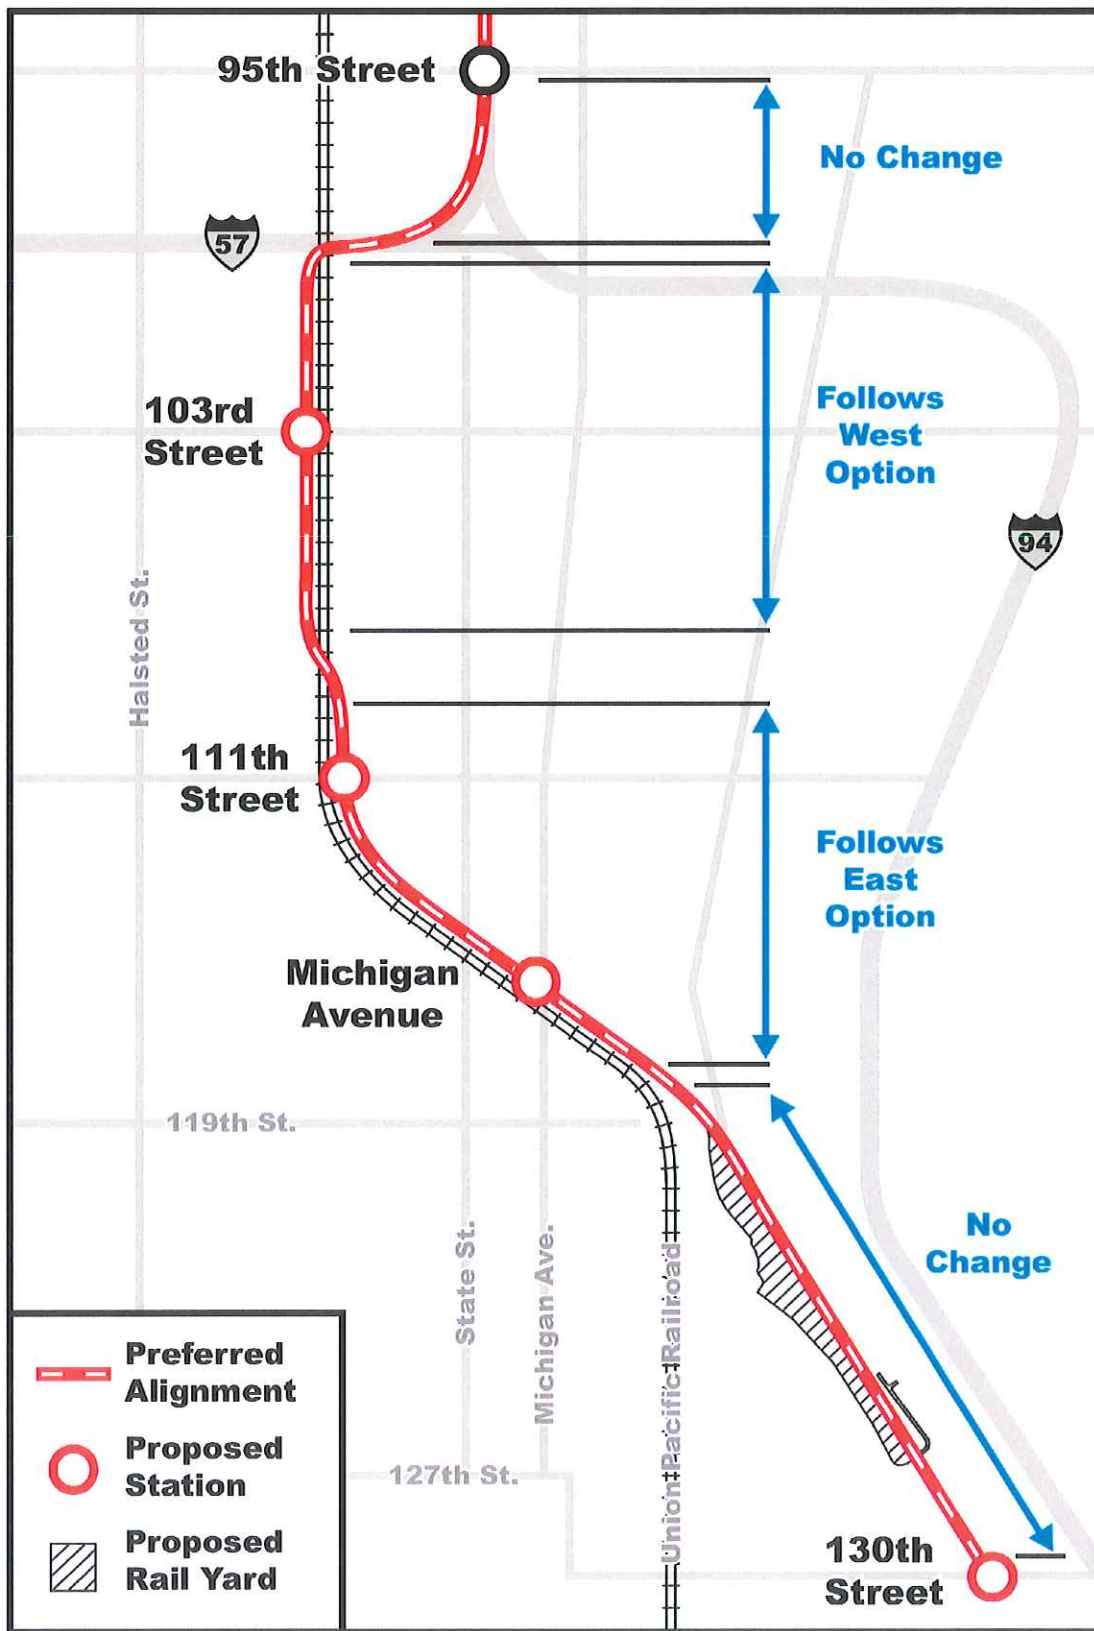 95th Street
No Change
57
103rd
Street
Follows
West
Option
94
Halsted St.
111th
Street
Follows
East
Option
Michigan
Avenue
119th St.
State St.
Michigan Ave.
Union Pacific Railroad
No
Change
127th St.
130th
Street
Preferred
Alignment
Proposed
Station
Proposed
Rail Yard